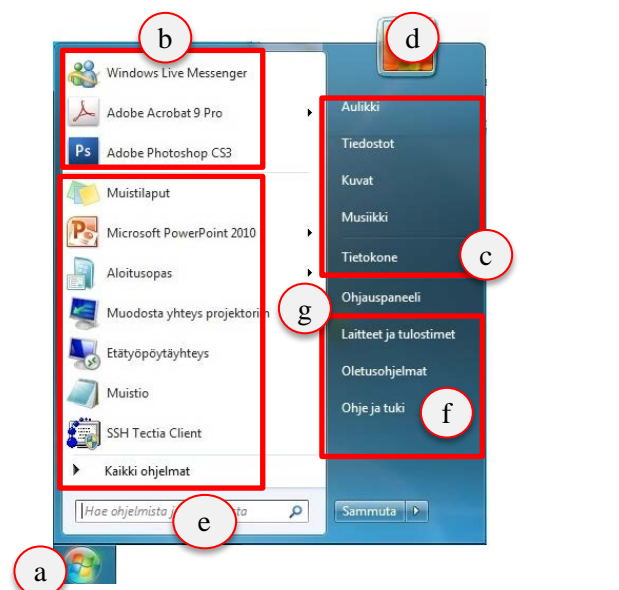 b
d
Windows Live Messenger
Adobe Acrobat 9 Pro
Ps
Adobe Photoshop CS3
Muistilaput
Microsoft PowerPoint 2010
Aloitusopas
Muodosta yhteys projektoriin
Etätyöpöytäyhteys
Muistio
SSH Tectia Client
Kaikki ohjelmat
Hae ohjelmista
e
a
Aulikki
Tiedostot
Kuvat
Musiikki
Tietokone
c
Ohjauspaneeli
g
Laitteet ja tulostimet
Oletusohjelmat
Ohje ja tuki
f
Sammuta